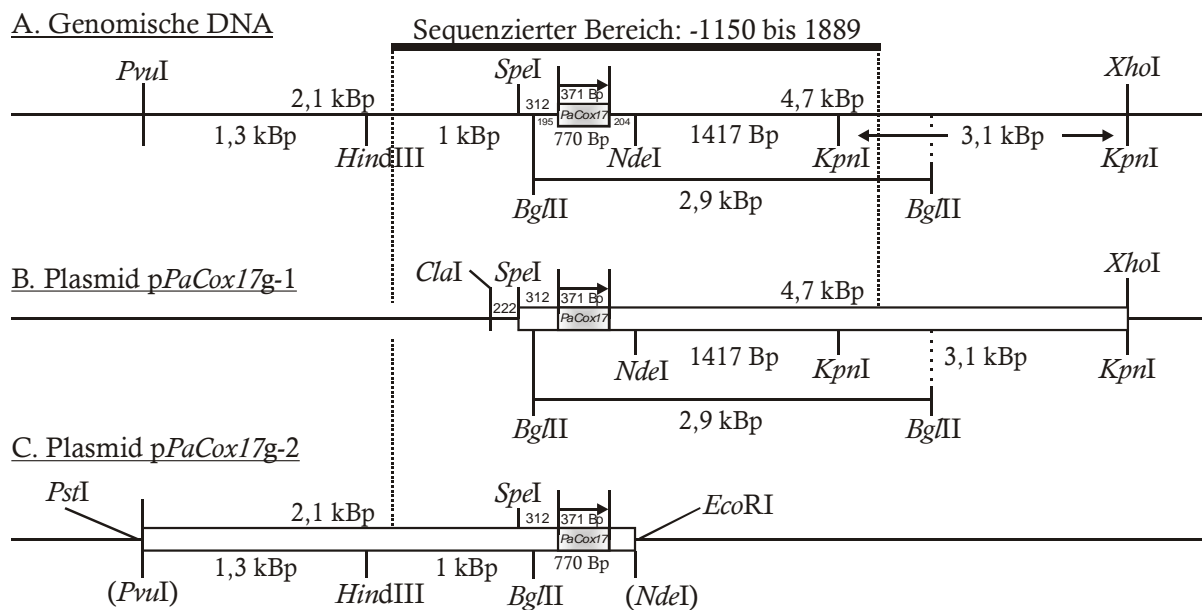 A. Genomische DNA
Sequenzierter Bereich: -1150 bis 1889
PvuI
SpeI
XhoI
2,1 kBp
312
371 Bp
4,7 kBp
PaCox17
1,3 kBp
1 kBp
195
770 Bp
204
1417 Bp
3,1 kBp
HindIII
NdeI
KpnI
KpnI
2,9 kBp
BglII
BglII
B. Plasmid pPaCox17g-1
ClaI
SpeI
XhoI
222
312
371 Bp
4,7 kBp
PaCox17
NdeI
1417 Bp
KpnI
3,1 kBp
KpnI
2,9 kBp
BglII
BglII
C. Plasmid pPaCox17g-2
PstI
SpeI
EcoRI
2,1 kBp
312
371 Bp
PaCox17
1,3 kBp
1 kBp
770 Bp
(PvuI)
HindIII
BglII
(NdeI)